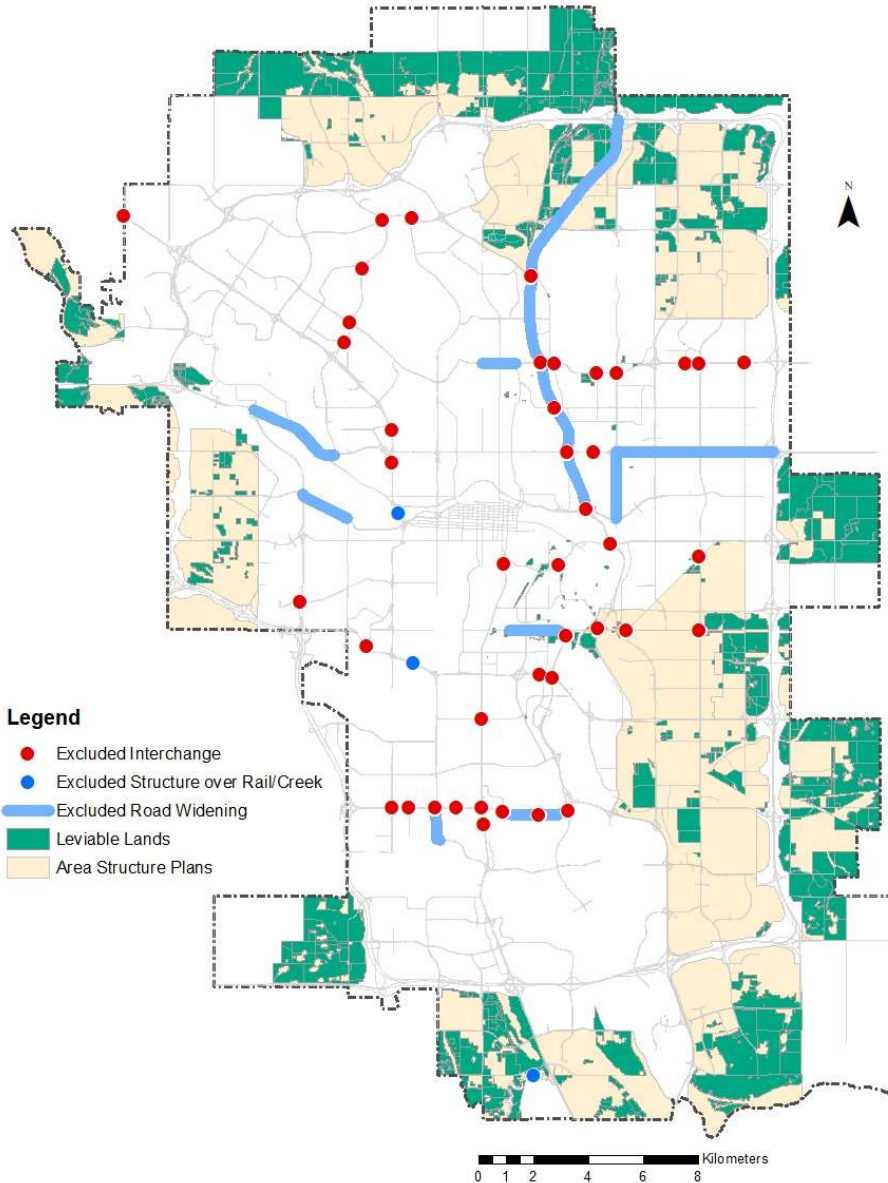 N
Legend
Excluded Interchange
Excluded Structure over Rail/Creek
Excluded Road Widening
Leviable Lands
Area Structure Plans
Kilometers
0 1 2 4 6 8